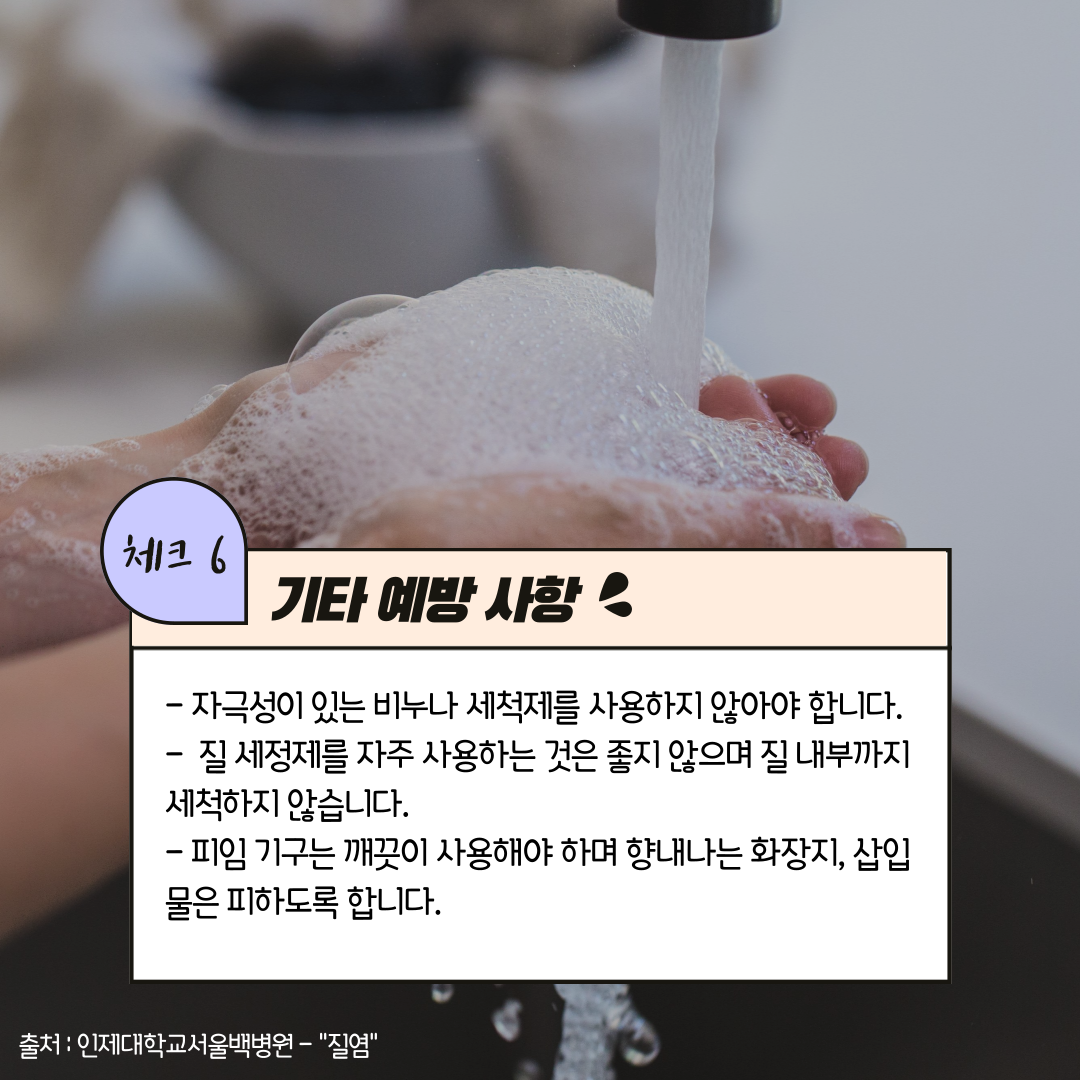 체크 6
기타 예방 사항
- 자극성이 있는 비누나 세척제를 사용하지 않아야 합니다.
- 질 세정제를 자주 사용하는 것은 좋지 않으며 질 내부까지
세척하지 않습니다.
- 피임 기구는 깨끗이 사용해야 하며 향내나는 화장지, 삽입
물은 피하도록 합니다.
출처 : 인제대학교서울백병원 - "질염"